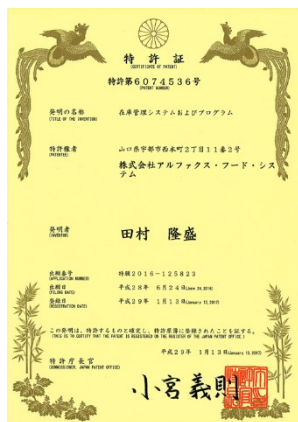 特許証
(CERTIFICATE OF PATENT)
特許第6074536号
(PATENT NUMBER)
発明の名称
(TITLE OF THE INVENTION)
在庫管理システムおよびプログラム
特許権者
(PATENTEE)
山口県宇部市西本町2丁目11番2号
株式会社アルファクス・フード・シス
テム
発明者
(INVENTOR)
田村 隆盛
出願番号
(APPLICATION NUMBER)
特願2016-125823
出願日
(FILING DATE)
平成28年 6月24日(June 24,2016)
登録日
(REGISTRATION DATE)
平成29年 1月13日(January 13,2017)
この発明は、特許するものと確定し、特許原簿に登録されたことを証する。
(THIS IS TO CERTIFY THAT THE PATENT IS REGISTERED ON THE REGISTER OF THE JAPAN PATENT OFFICE.)
平成29年 1月13日(January 13,2017)
特許庁長官
(COMMISSIONER, JAPAN PATENT OFFICE)
小宮義則